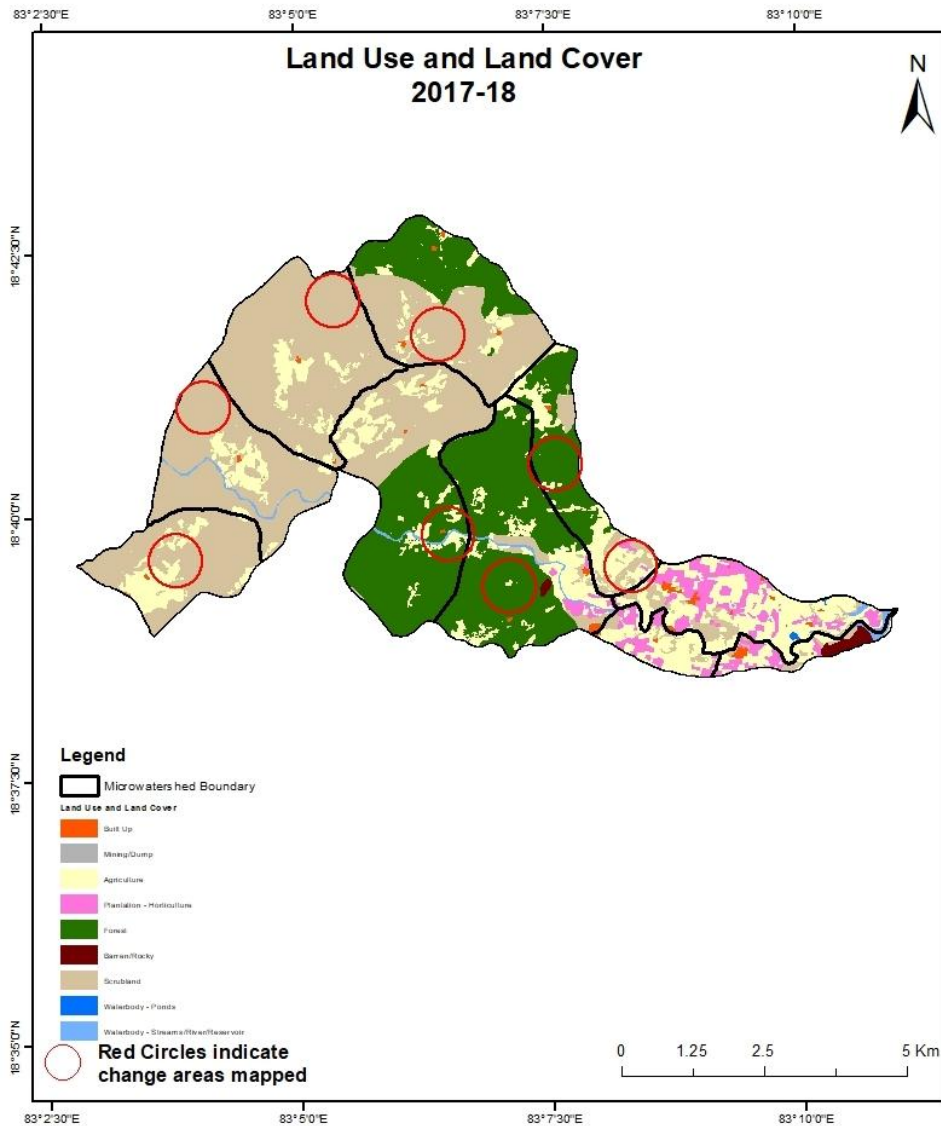 83°2'30"E 83°5'0"E 83°7'30"E 83°10'0"E
Land Use and Land Cover
2017-18
N
18°42'30"N
18°40'0"N
18°37'30"N
18°35'0"N
Legend
Microwatershed Boundary
Land Use and Land Cover
Built Up
Mining/Dump
Agriculture
Plantation - Horticulture
Forest
Barren/Rocky
Scrubland
Waterbody - Ponds
Waterbody - Streams/River/Reservoir
Red Circles indicate
change areas mapped
0 1.25 2.5 5 Km
83°2'30"E 83°5'0"E 83°7'30"E 83°10'0"E